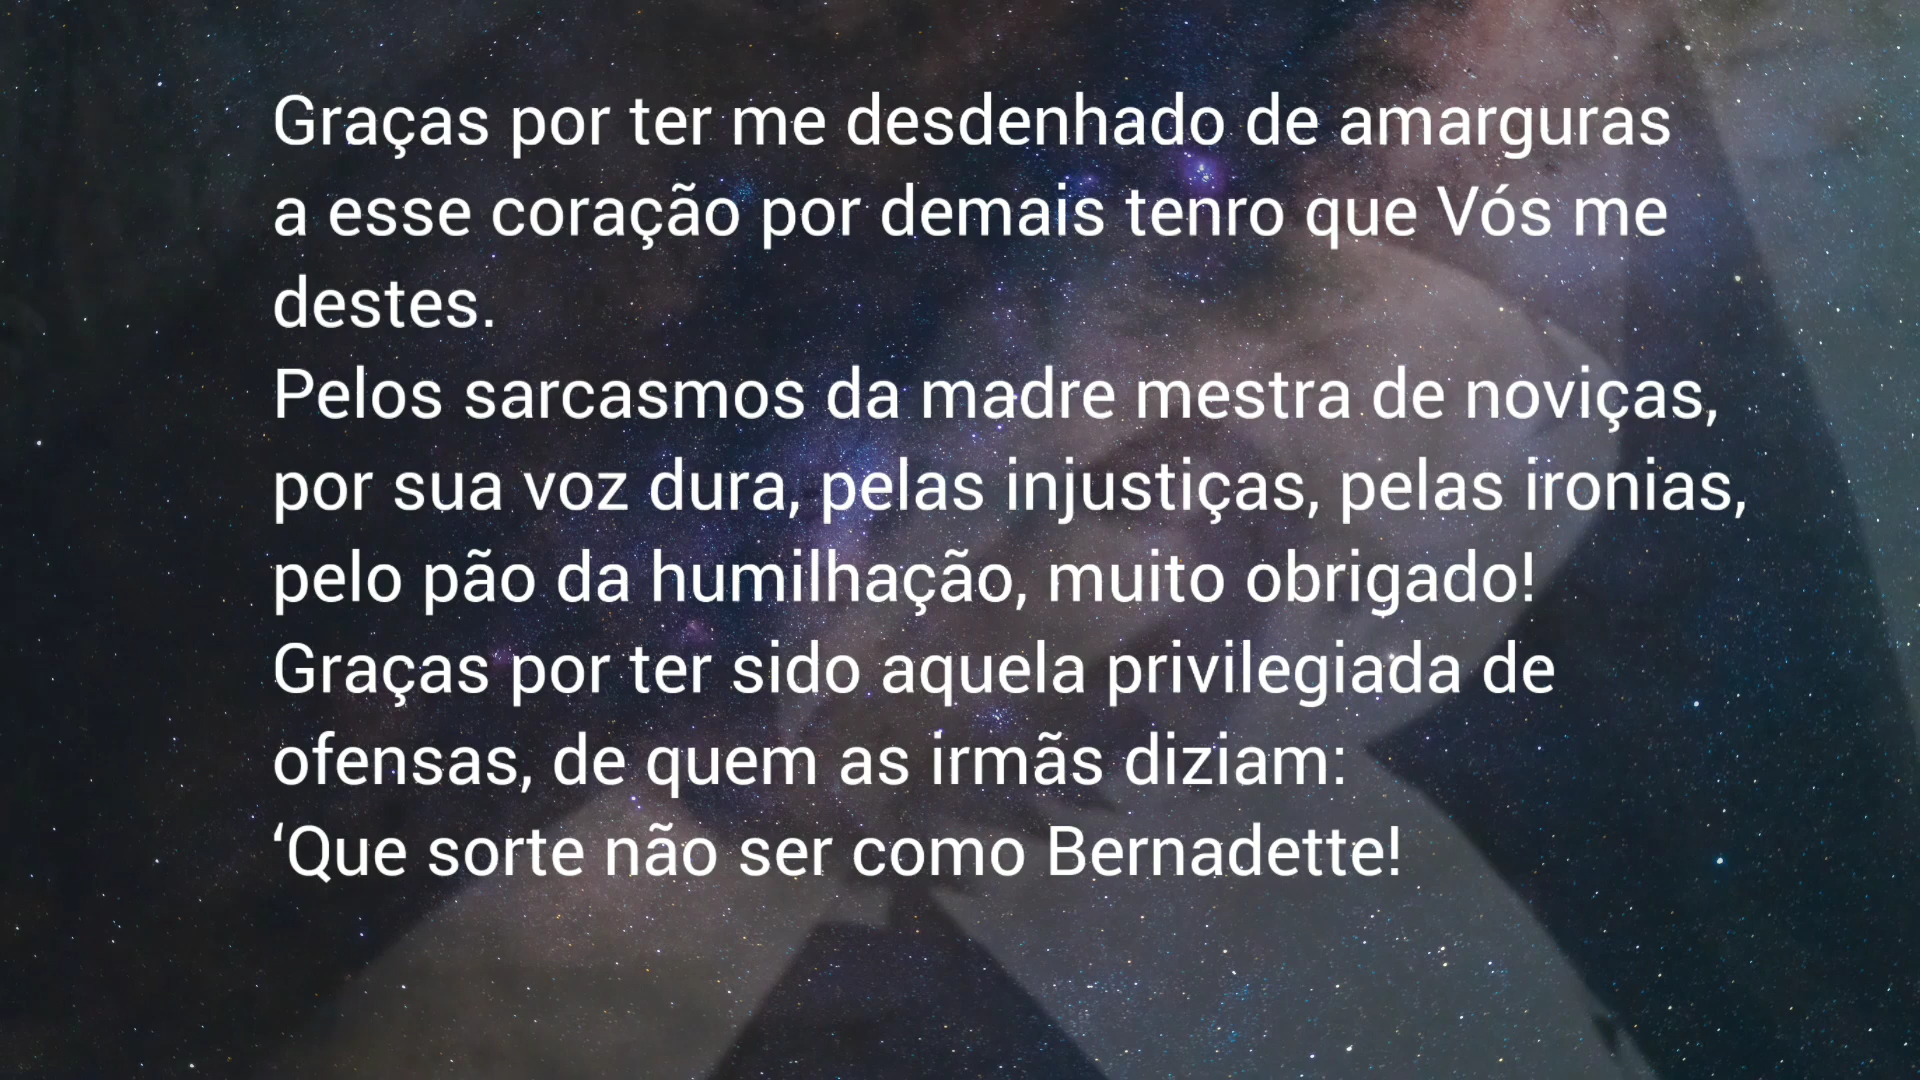 Graças por ter me desdenhado de amarguras
a esse coração por demais tenro que Vós me
destes.
Pelos sarcasmos da madre mestra de noviças,
por sua voz dura, pelas injustiças, pelas ironias,
pelo pão da humilhação, muito obrigado!
Graças por ter sido aquela privilegiada de
ofensas, de quem as irmãs diziam:
‘Que sorte não ser como Bernadette!